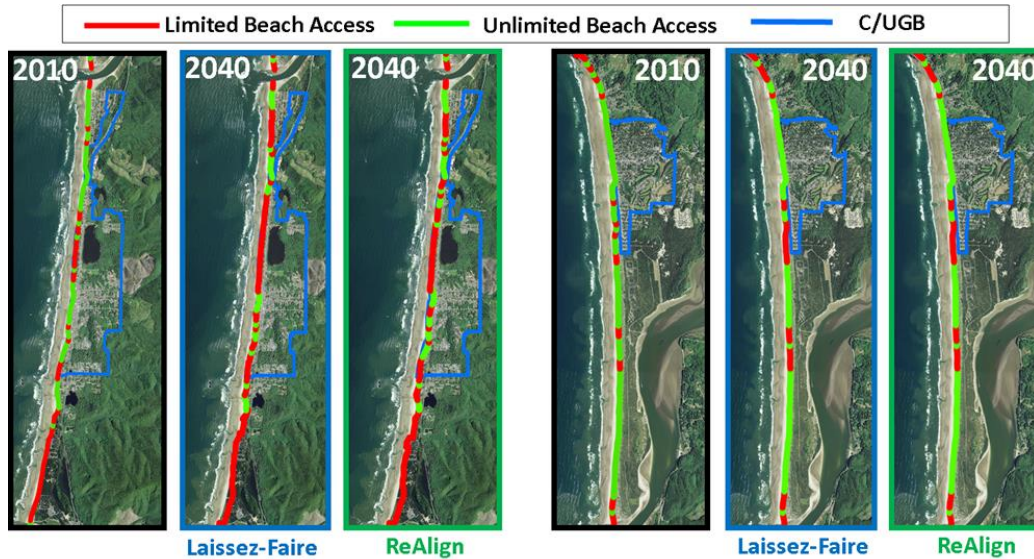 Limited Beach Access Unlimited Beach Access C/UGB
2010 2040 2040 2010 2040 2040
Laissez-Faire ReAlign Laissez-Faire ReAlign